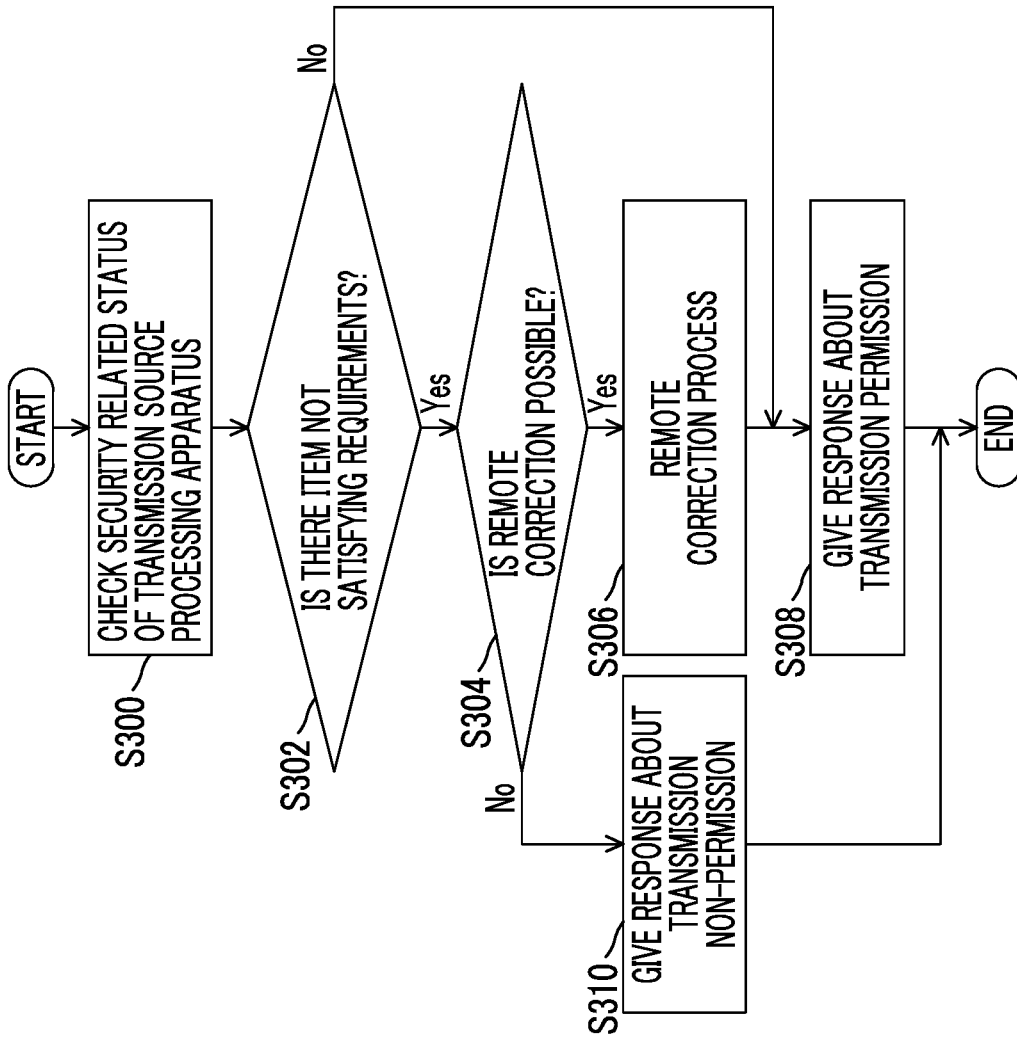 START
CHECK SECURITY RELATED STATUS
OF TRANSMISSION SOURCE
PROCESSING APPARATUS
S300
IS THERE ITEM NOT
SATISFYING REQUIREMENTS?
S302
No
Yes
IS REMOTE
CORRECTION POSSIBLE?
S304
No
Yes
REMOTE
CORRECTION PROCESS
S306
GIVE RESPONSE ABOUT
TRANSMISSION
NON-PERMISSION
S310
GIVE RESPONSE ABOUT
TRANSMISSION PERMISSION
S308
END